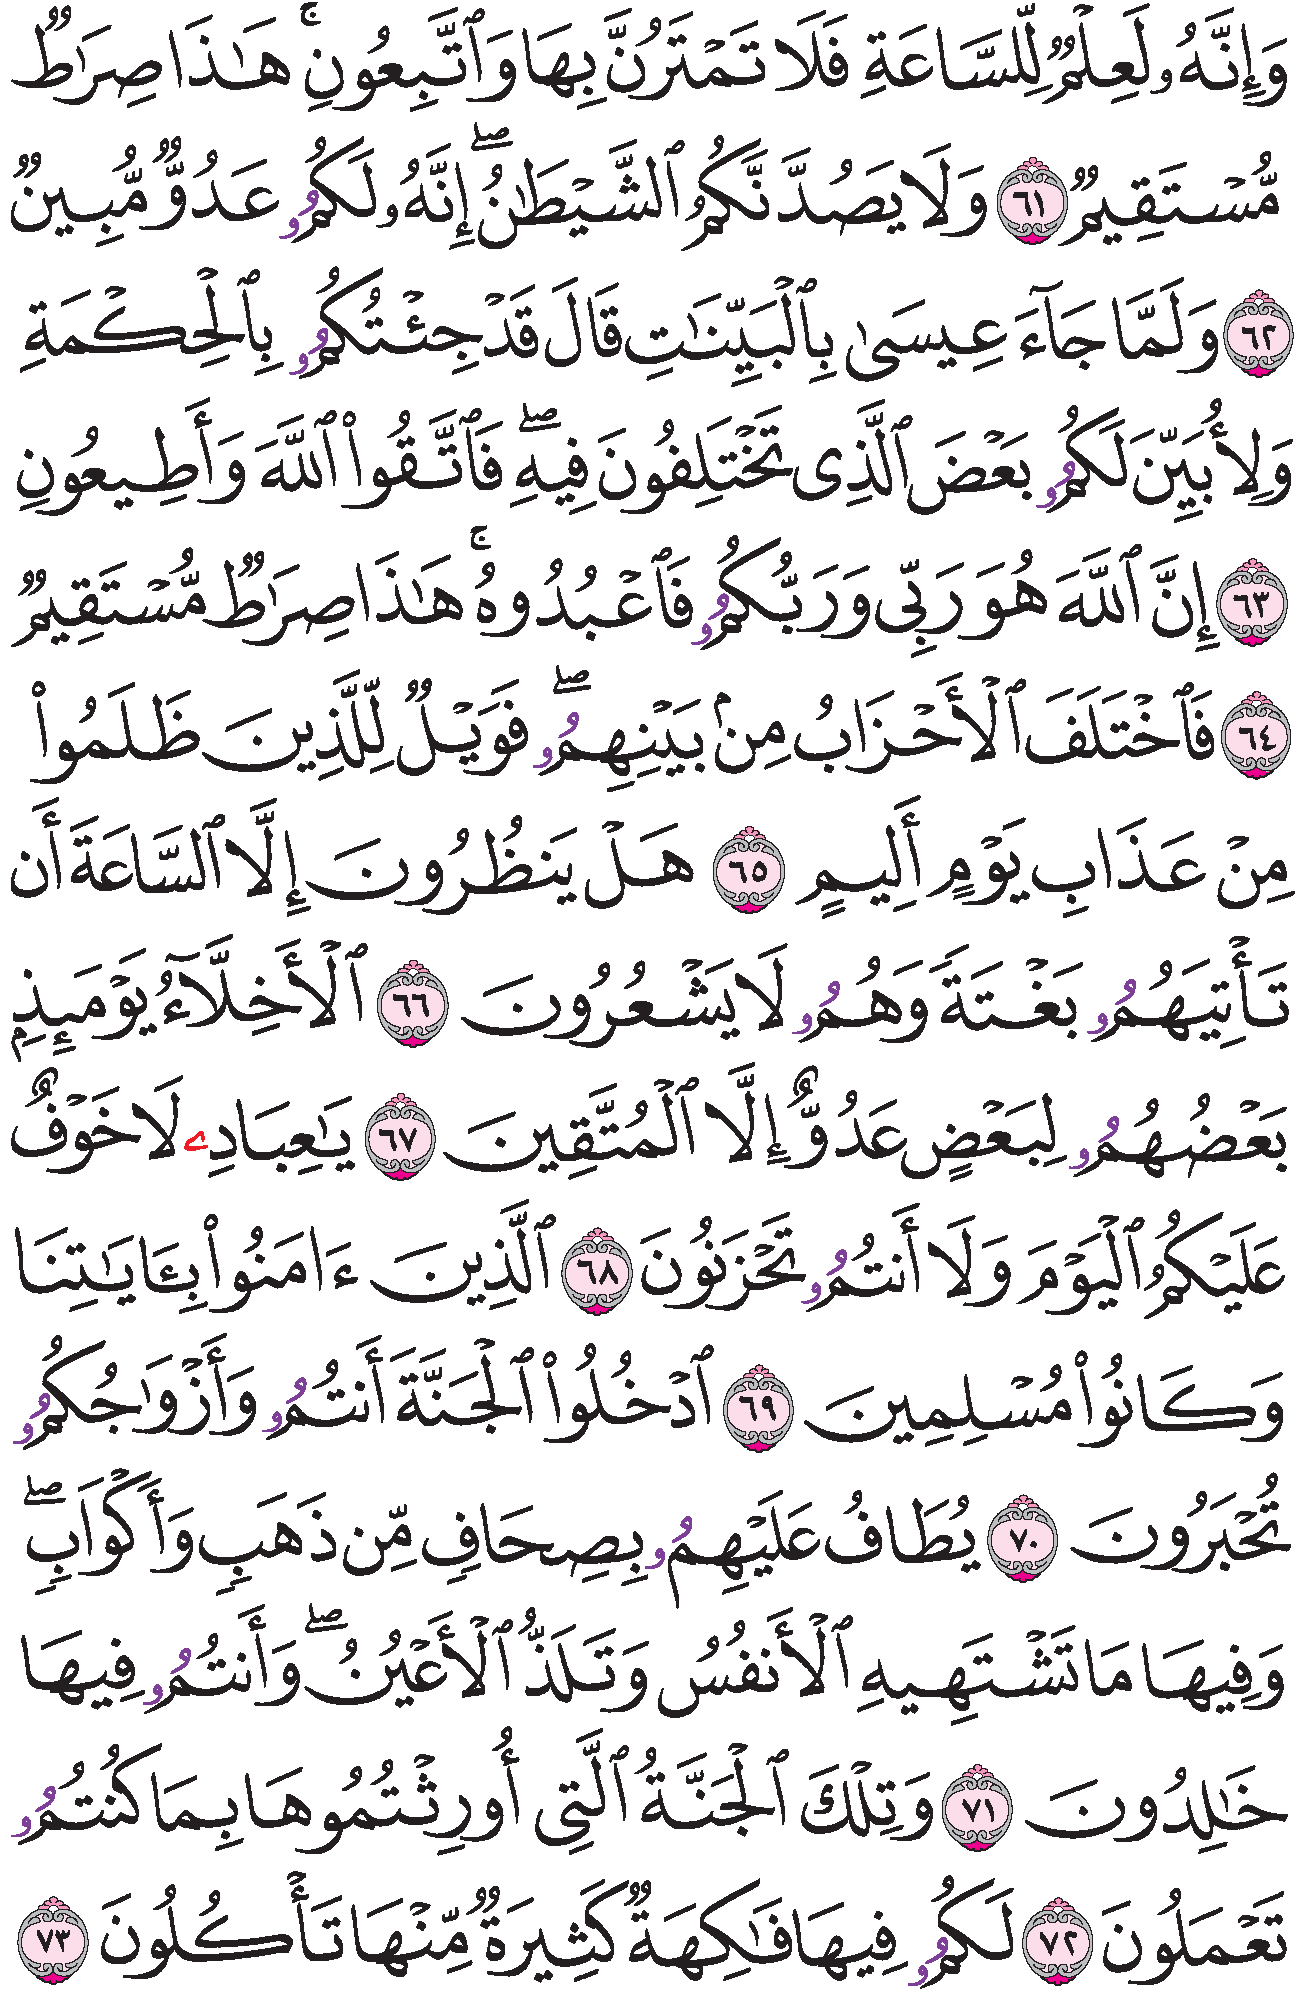 وَإِنَّهُۥ لَعِلْمٌ لِّلسَّاعَةِ فَلَا تَمْتَرُنَّ بِهَا وَٱتَّبِعُونِۚ هَٰذَا صِرَٰطٌ
مُّسْتَقِيمٌ ٦١ وَلَا يَصُدَّنَّكُمُ ٱلشَّيْطَٰنُۖ إِنَّهُۥ لَكُمُۥ عَدُوٌّ مُّبِينٌ
٦٢ وَلَمَّا جَآءَ عِيسَىٰ بِٱلْبَيِّنَٰتِ قَالَ قَدْ جِئْتُكُمُۥ بِٱلْحِكْمَةِ
وَلِأُبَيِّنَ لَكُمُۥ بَعْضَ ٱلَّذِى تَخْتَلِفُونَ فِيهِۖ فَٱتَّقُوا۟ ٱللَّهَ وَأَطِيعُونِ
٦٣ إِنَّ ٱللَّهَ هُوَ رَبِّى وَرَبُّكُمُۥ فَٱعْبُدُوهُۚ هَٰذَا صِرَٰطٌ مُّسْتَقِيمٌ
٦٤ فَٱخْتَلَفَ ٱلْأَحْزَابُ مِنۢ بَيْنِهِمُۥۖ فَوَيْلٌ لِّلَّذِينَ ظَلَمُوا۟
مِنْ عَذَابِ يَوْمٍ أَلِيمٍ ٦٥ هَلْ يَنظُرُونَ إِلَّا ٱلسَّاعَةَ أَن
تَأْتِيَهُمُۥ بَغْتَةً وَهُمُۥ لَا يَشْعُرُونَ ٦٦ ٱلْأَخِلَّآءُ يَوْمَئِذِۭ
بَعْضُهُمُۥ لِبَعْضٍ عَدُوٌّ إِلَّا ٱلْمُتَّقِينَ ٦٧ يَٰعِبَادِۦ لَا خَوْفٌ
عَلَيْكُمُ ٱلْيَوْمَ وَلَا أَنتُمُۥ تَحْزَنُونَ ٦٨ ٱلَّذِينَ ءَامَنُوا۟ بِـَٔايَٰتِنَا
وَكَانُوا۟ مُسْلِمِينَ ٦٩ ٱدْخُلُوا۟ ٱلْجَنَّةَ أَنتُمُۥ وَأَزْوَٰجُكُمُۥ
تُحْبَرُونَ ٧٠ يُطَافُ عَلَيْهِمُۥ بِصِحَافٍ مِّن ذَهَبٍ وَأَكْوَابٍۖ
وَفِيهَا مَا تَشْتَهِيهِ ٱلْأَنفُسُ وَتَلَذُّ ٱلْأَعْيُنُۖ وَأَنتُمُۥ فِيهَا
خَٰلِدُونَ ٧١ وَتِلْكَ ٱلْجَنَّةُ ٱلَّتِى أُورِثْتُمُوهَا بِمَا كُنتُمُۥ
تَعْمَلُونَ ٧٢ لَكُمُۥ فِيهَا فَٰكِهَةٌ كَثِيرَةٌ مِّنْهَا تَأْكُلُونَ ٧٣